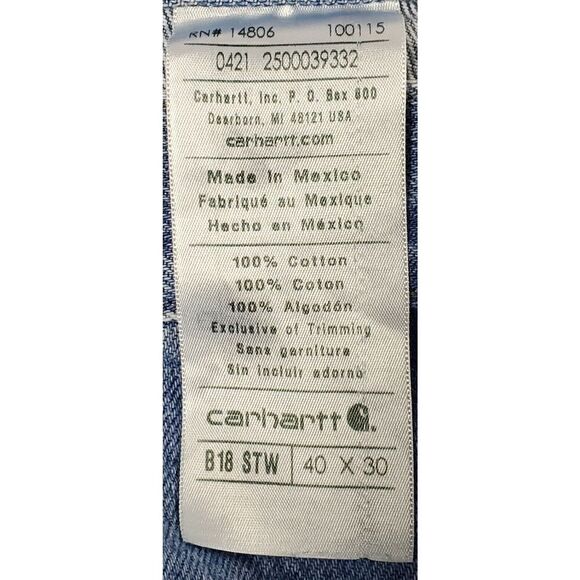 RN# 14806 100115
0421 2500039332
Carhartt, Inc. P. O. Box 600
Dearborn, MI 48121 USA
carhartt.com
Made in Mexico
Fabriqué au Mexique
Hecho en México
100% Cotton
100% Coton
100% Algodón
Exclusive of Trimming
Sans garniture
Sin incluir adorno
carhartt
B18 STW 40 X 30